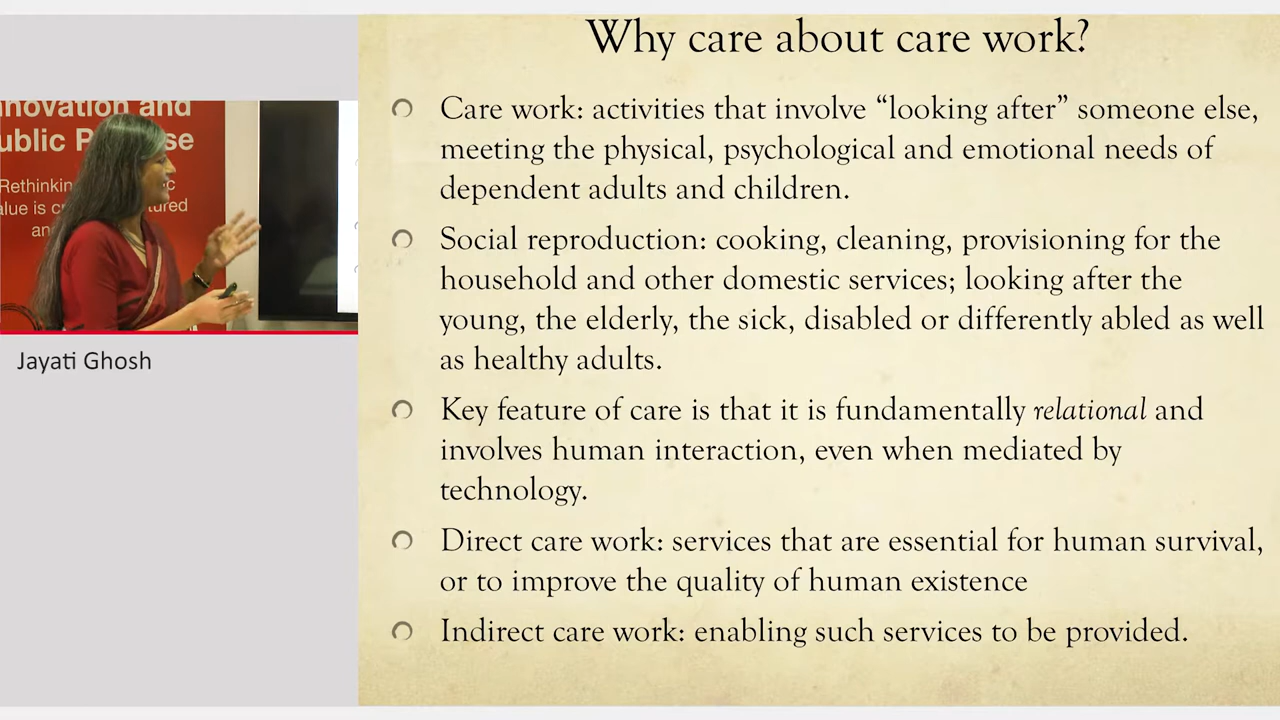 Why care about care work?
Care work: activities that involve “looking after” someone else,
meeting the physical, psychological and emotional needs of
dependent adults and children.
Social reproduction: cooking, cleaning, provisioning for the
household and other domestic services; looking after the
young, the elderly, the sick, disabled or differently abled as well
as healthy adults.
Key feature of care is that it is fundamentally relational and
involves human interaction, even when mediated by
technology.
Direct care work: services that are essential for human survival,
or to improve the quality of human existence
Indirect care work: enabling such services to be provided.
nnovation and
ublic P se
Rethinkin c
alue is c tured
an
Jayati Ghosh